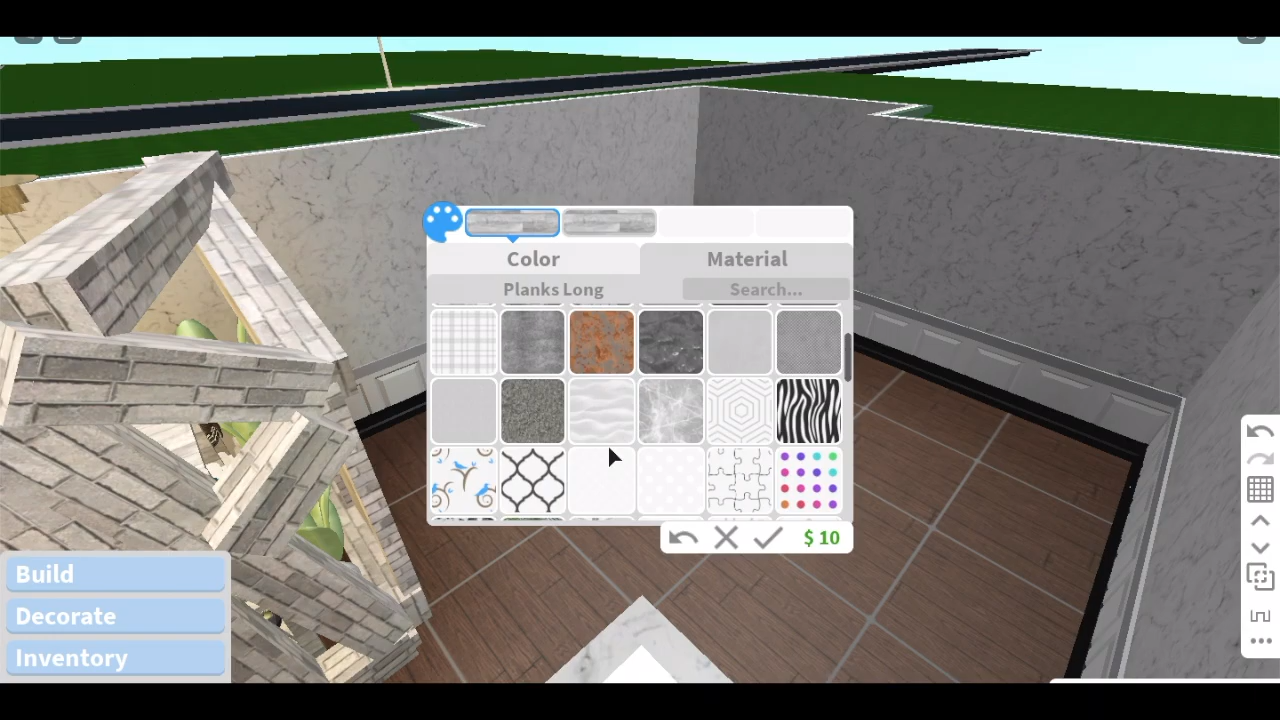 Color
Material
Planks Long
Search...
$ 10
Build
Decorate
Inventory